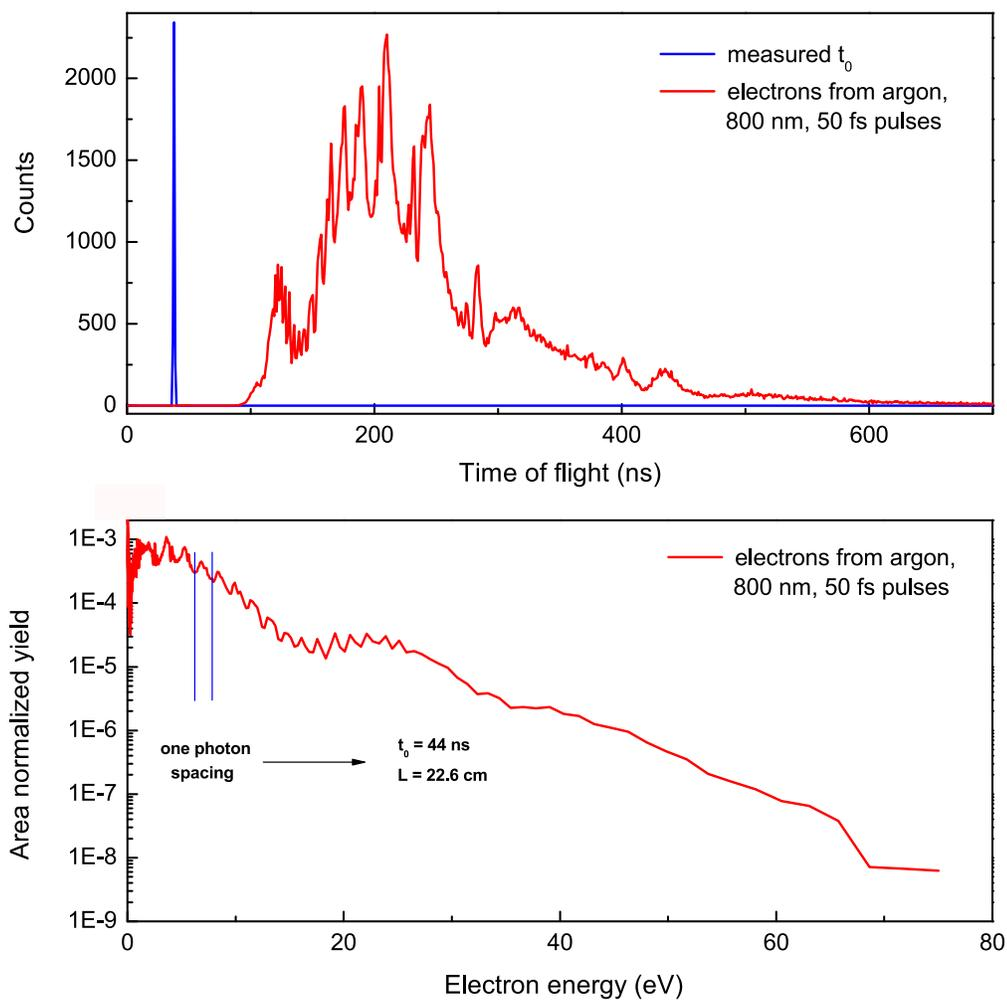 measured t0
electrons from argon,
800 nm, 50 fs pulses
2000
1500
1000
500
0
Counts
0
200
400
600
Time of flight (ns)
electrons from argon,
800 nm, 50 fs pulses
1E-3
1E-4
1E-5
1E-6
1E-7
1E-8
1E-9
Area normalized yield
one photon
spacing
t0 = 44 ns
L = 22.6 cm
0
20
40
60
80
Electron energy (eV)